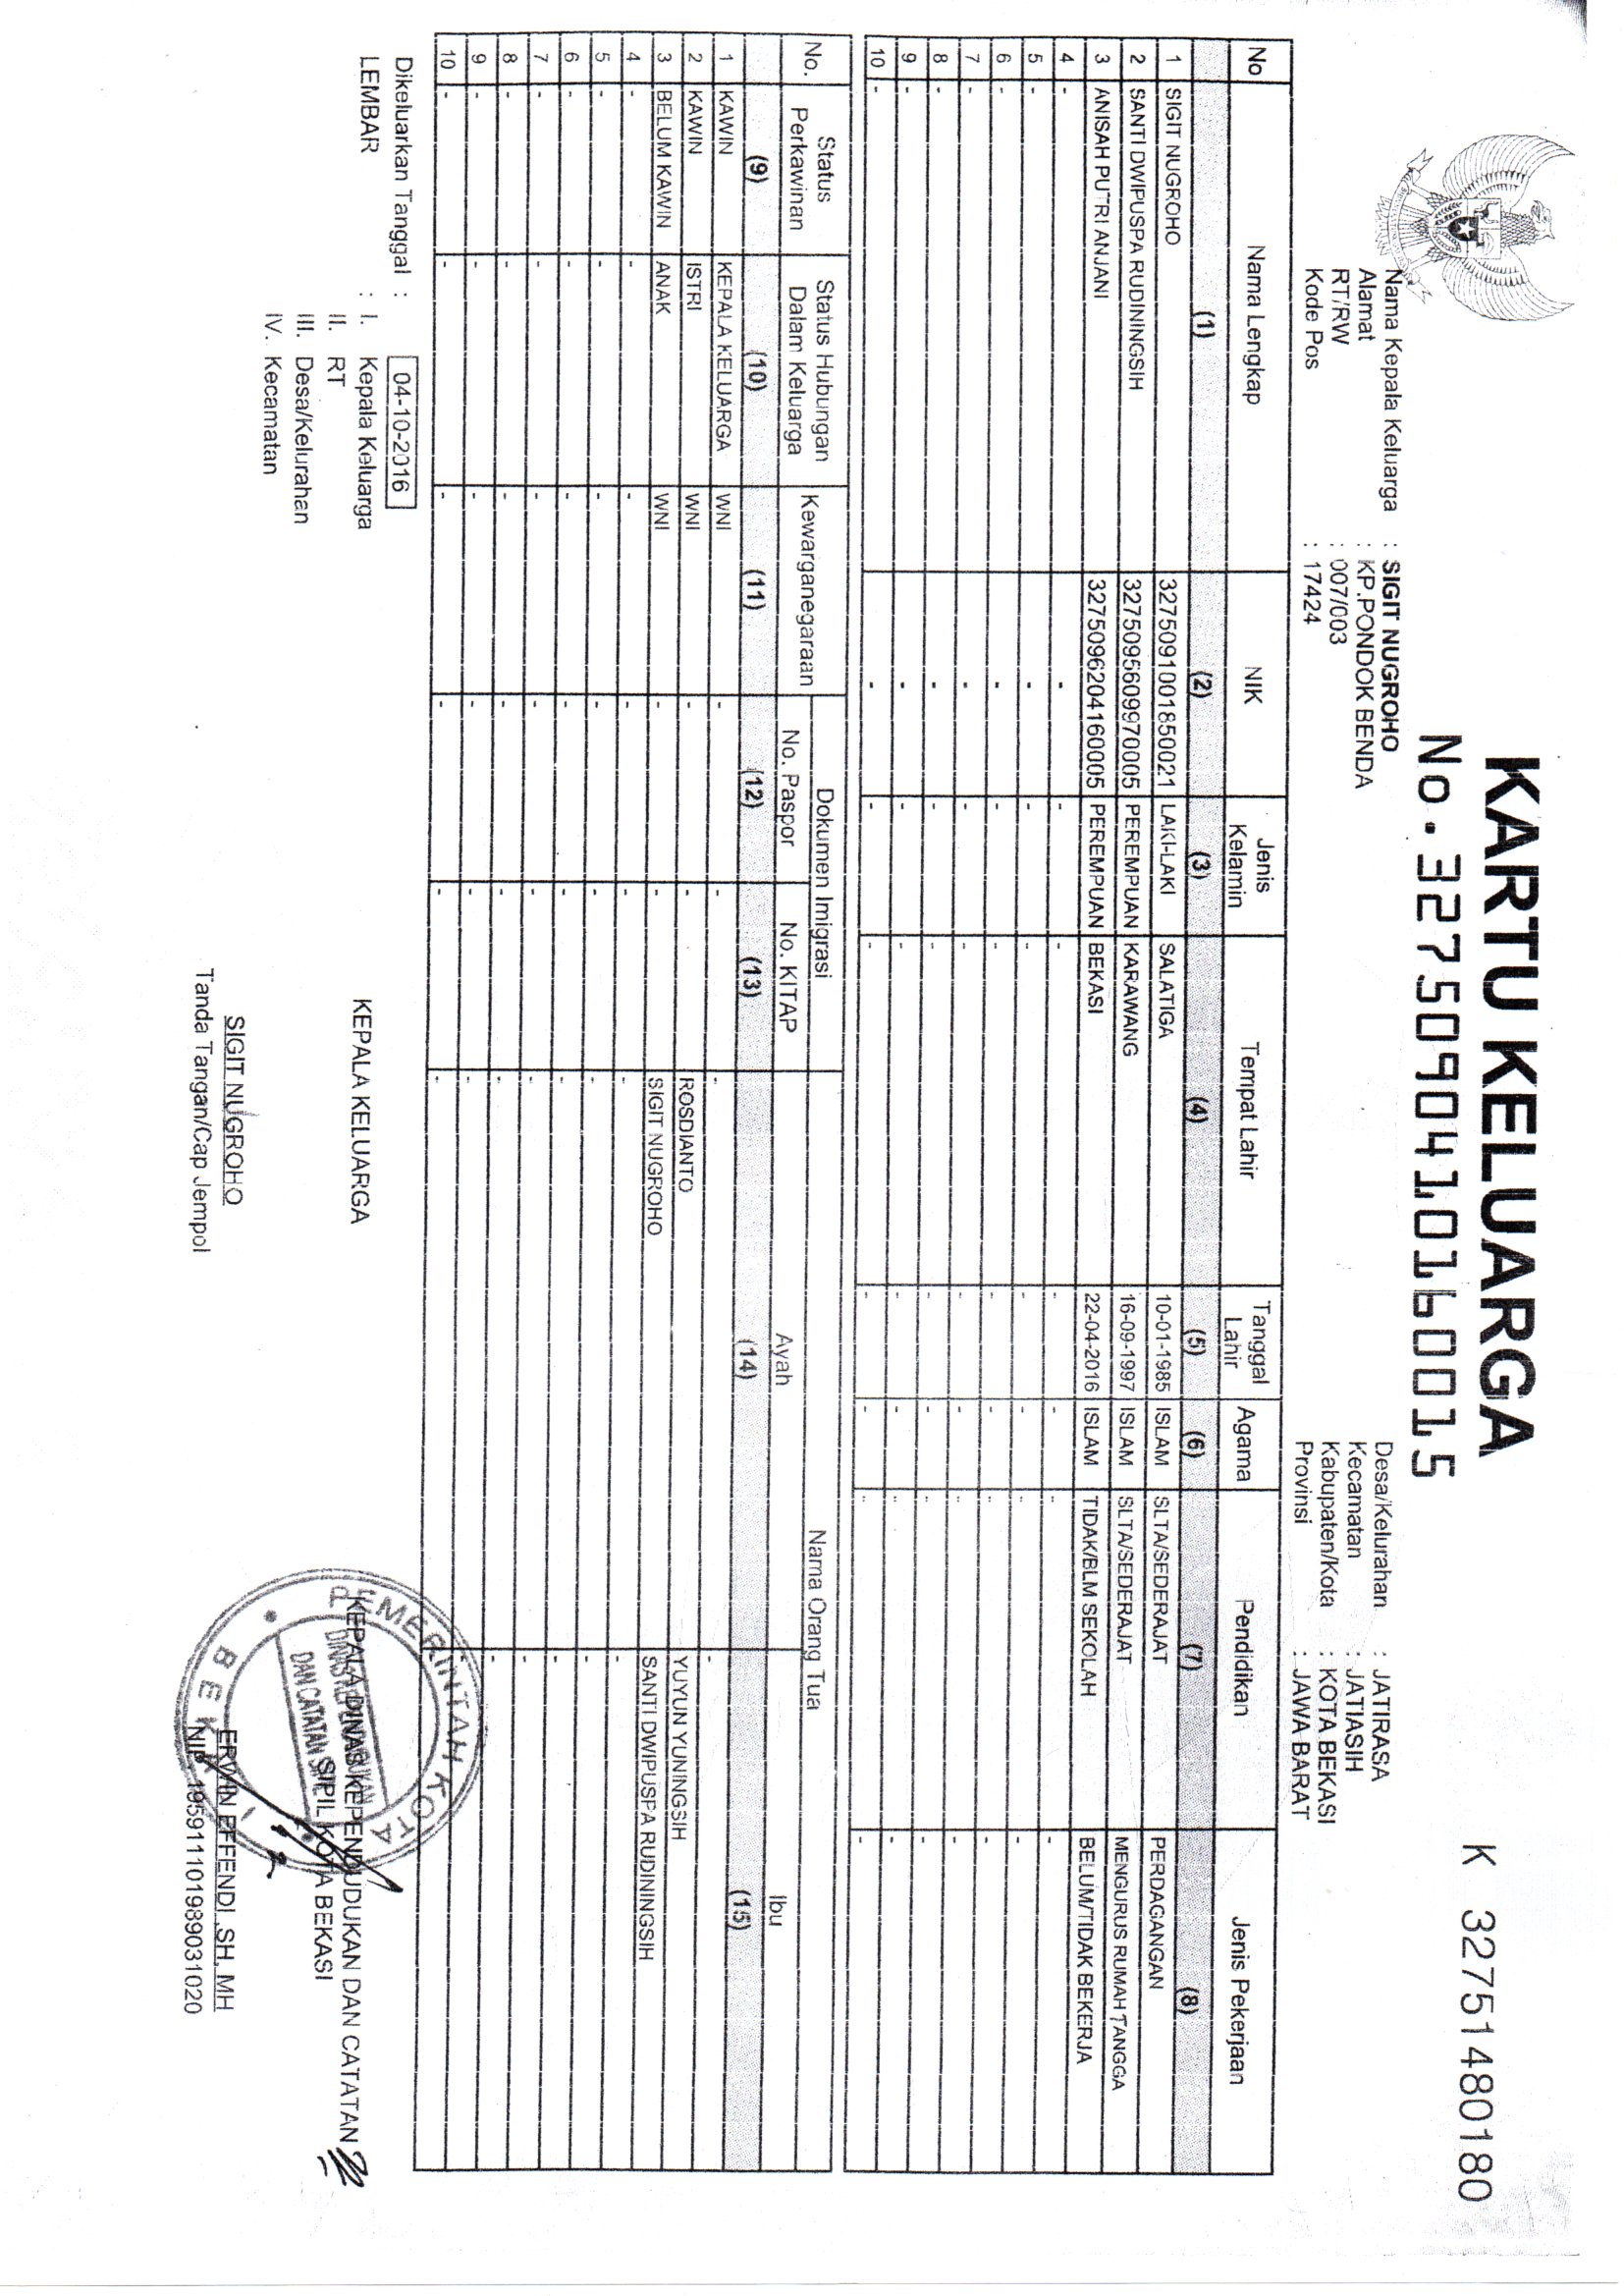 KARTU KELUARGA
No.3275090410160015
K 32751480180
Nama Kepala Keluarga : SIGIT NUGROHO
Alamat : KP.PONDOK BENDA
RT/RW : 007/003
Kode Pos : 17424
Desa/Kelurahan : JATIRASA
Kecamatan : JATIASIH
Kabupaten/Kota : KOTA BEKASI
Provinsi : JAWA BARAT
No Nama Lengkap NIK Jenis Kelamin Tempat Lahir Tanggal Lahir Agama Pendidikan Jenis Pekerjaan
(1) (2) (3) (4) (5) (6) (7) (8)
1 SIGIT NUGROHO 3275091001850021 LAKI-LAKI SALATIGA 10-01-1985 ISLAM SLTA/SEDERAJAT PERDAGANGAN
2 SANTI DWIPUSPA RUDININGSIH 3275095609970005 PEREMPUAN KARAWANG 16-09-1997 ISLAM SLTA/SEDERAJAT MENGURUS RUMAH TANGGA
3 ANISAH PUTRI ANJANI 3275096204160005 PEREMPUAN BEKASI 22-04-2016 ISLAM TIDAK/BLM SEKOLAH BELUM/TIDAK BEKERJA
4 - - - - - - - -
5 - - - - - - - -
6 - - - - - - - -
7 - - - - - - - -
8 - - - - - - - -
9 - - - - - - - -
10 - - - - - - - -
No. Status Perkawinan Status Hubungan Dalam Keluarga Kewarganegaraan Dokumen Imigrasi Nama Orang Tua
No. Paspor No. KITAP Ayah Ibu
(9) (10) (11) (12) (13) (14) (15)
1 KAWIN KEPALA KELUARGA WNI - - - -
2 KAWIN ISTRI WNI - - ROSDIANTO YUYUN YUNINGSIH
3 BELUM KAWIN ANAK WNI - - SIGIT NUGROHO SANTI DWIPUSPA RUDININGSIH
4 - - - - - - -
5 - - - - - - -
6 - - - - - - -
7 - - - - - - -
8 - - - - - - -
9 - - - - - - -
10 - - - - - - -
Dikeluarkan Tanggal : 04-10-2016
LEMBAR : I. Kepala Keluarga
II. RT
III. Desa/Kelurahan
IV. Kecamatan
KEPALA KELUARGA
SIGIT NUGROHO
Tanda Tangan/Cap Jempol
KEPALA DINAS KEPENDUDUKAN DAN CATATAN
SIPIL KOTA BEKASI
PEMERINTAH KOTA
DINAS KEPENDUDUKAN
DAN CATATAN SIPIL
BEKASI
ERWIN EFFENDI ,SH, MH
NIP. 195911101989031020